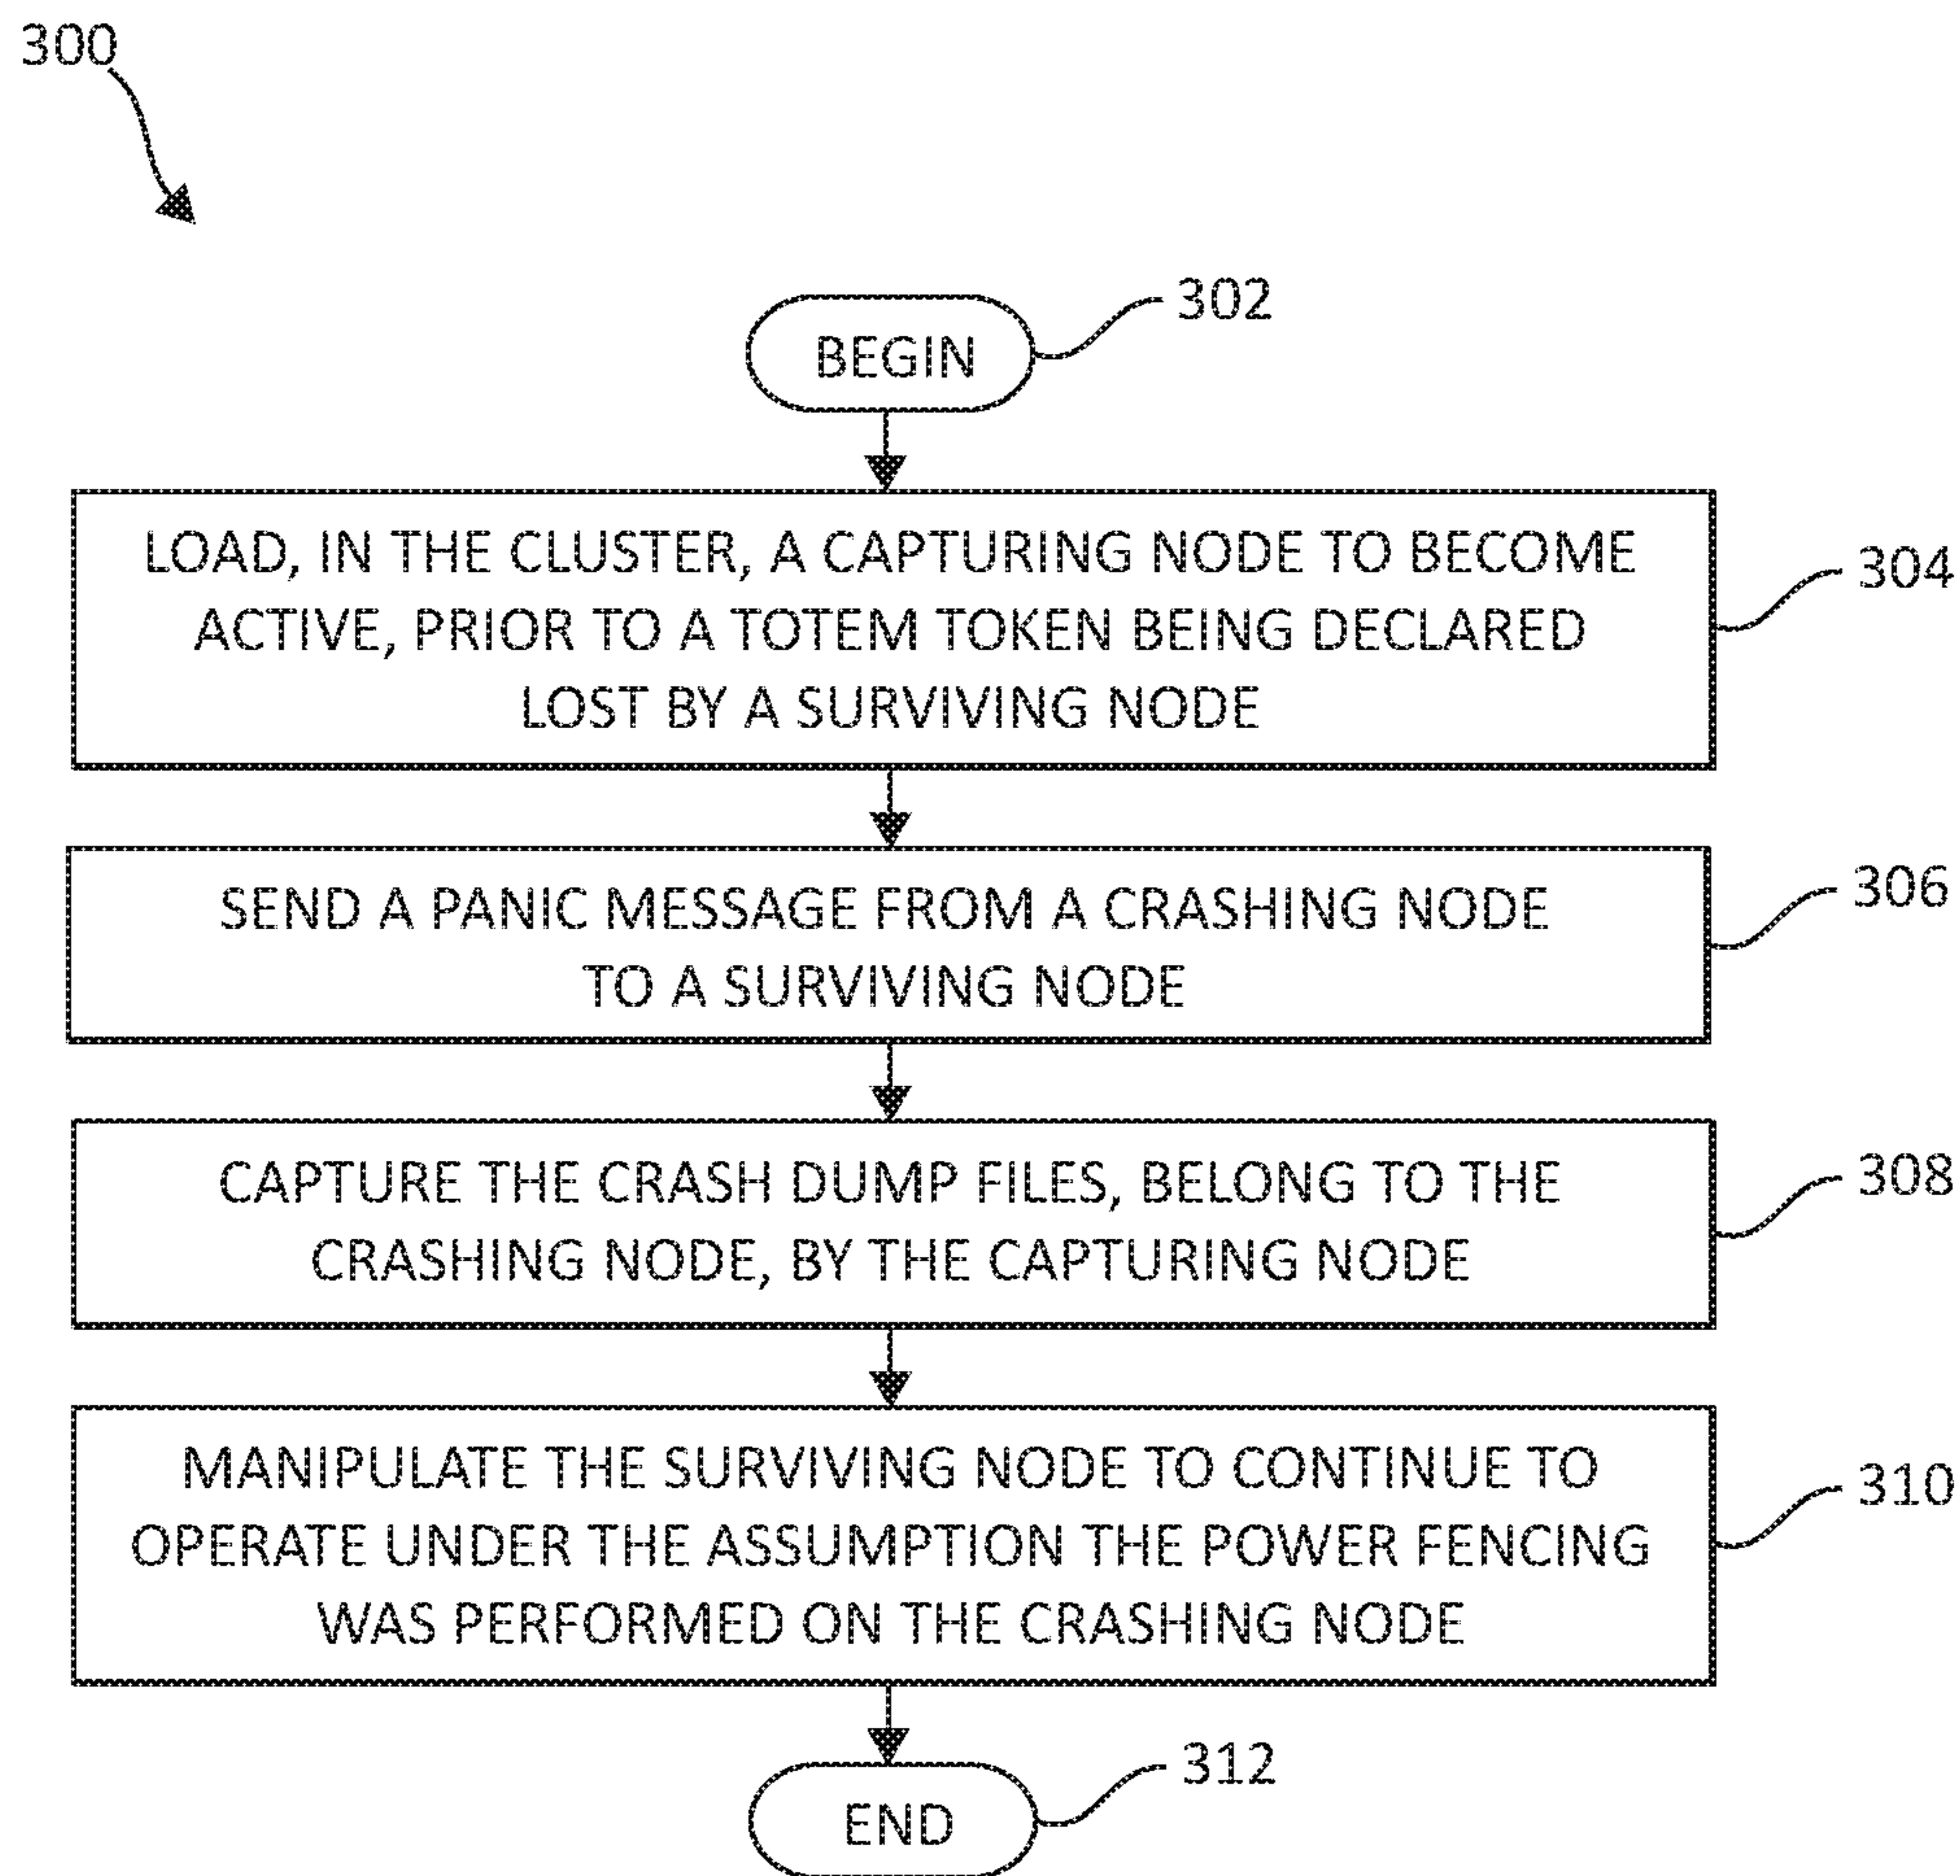 300
302
BEGIN
LOAD, IN THE CLUSTER, A CAPTURING NODE TO BECOME
ACTIVE, PRIOR TO A TOTEM TOKEN BEING DECLARED
LOST BY A SURVIVING NODE
304
SEND A PANIC MESSAGE FROM A CRASHING NODE
TO A SURVIVING NODE
306
CAPTURE THE CRASH DUMP FILES, BELONG TO THE
CRASHING NODE, BY THE CAPTURING NODE
308
MANIPULATE THE SURVIVING NODE TO CONTINUE TO
OPERATE UNDER THE ASSUMPTION THE POWER FENCING
WAS PERFORMED ON THE CRASHING NODE
310
312
END